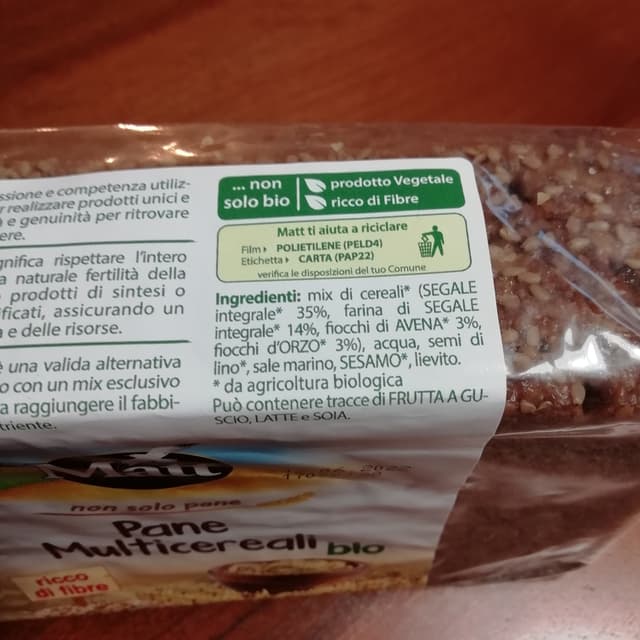 ssione e competenza utiliz-
r realizzare prodotti unici e
à e genuinità per ritrovare
ere.
gnifica rispettare l'intero
a naturale fertilità della
prodotti di sintesi o
ificati, assicurando un
a e delle risorse.
è una valida alternativa
o con un mix esclusivo
a raggiungere il fabbi-
triente.
... non
solo bio
prodotto Vegetale
ricco di Fibre
Matt ti aiuta a riciclare
Film POLIETILENE (PELD4)
Etichetta CARTA (PAP22)
verifica le disposizioni del tuo Comune
Ingredienti: mix di cereali* (SEGALE
integrale* 35%, farina di SEGALE
integrale* 14%, fiocchi di AVENA* 3%,
fiocchi d'ORZO* 3%), acqua, semi di
lino*, sale marino, SESAMO*, lievito.
* da agricoltura biologica
Può contenere tracce di FRUTTA A GU-
SCIO, LATTE e SOIA.
Matt
non solo pane
Pane
Multicereali bio
ricco
di fibre